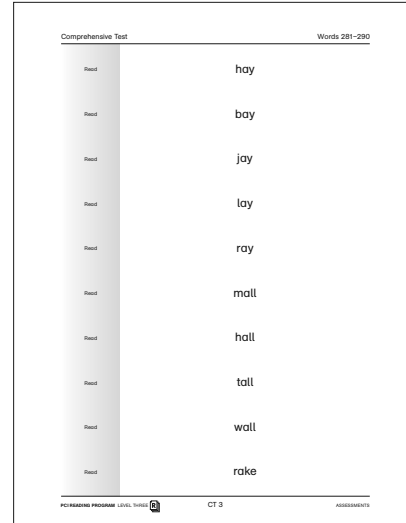 Comprehensive Test Words 281–290
Read hay
Read bay
Read jay
Read lay
Read ray
Read mall
Read hall
Read tall
Read wall
Read rake
PCI READING PROGRAM LEVEL THREE R CT 3 ASSESSMENTS